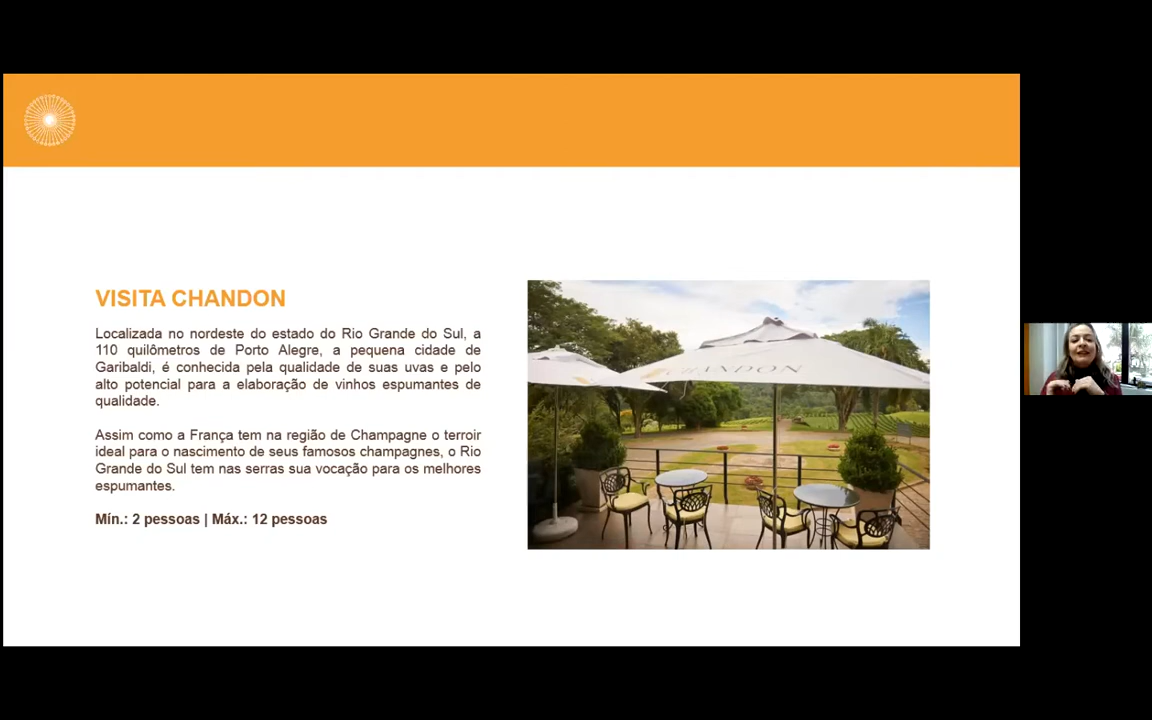 VISITA CHANDON
Localizada no nordeste do estado do Rio Grande do Sul, a
110 quilômetros de Porto Alegre, a pequena cidade de
Garibaldi, é conhecida pela qualidade de suas uvas e pelo
alto potencial para a elaboração de vinhos espumantes de
qualidade.
Assim como a França tem na região de Champagne o terroir
ideal para o nascimento de seus famosos champagnes, o Rio
Grande do Sul tem nas serras sua vocação para os melhores
espumantes.
Mín.: 2 pessoas | Máx.: 12 pessoas
CHANDON